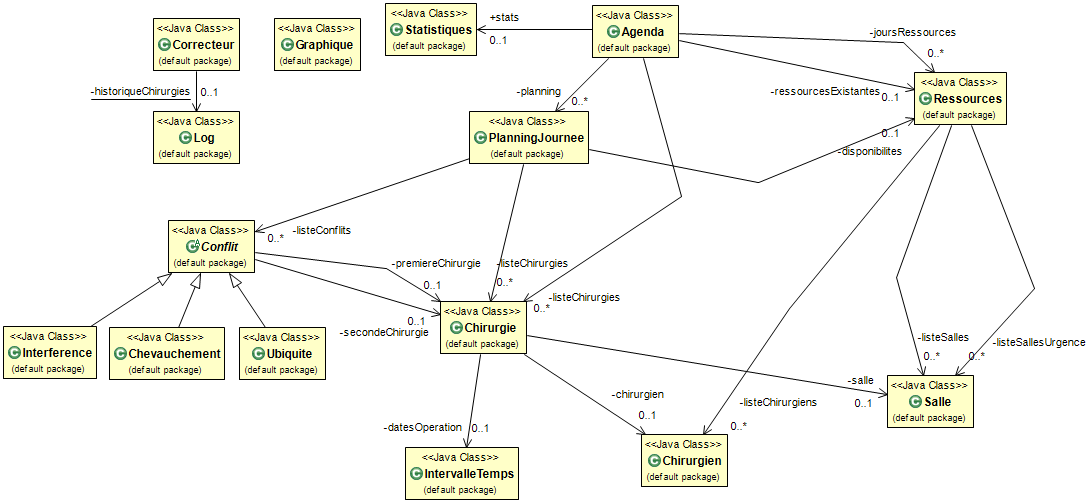 <<Java Class>>
Correcteur
(default package)
<<Java Class>>
Graphique
(default package)
<<Java Class>>
Statistiques
(default package)
+stats
0..1
<<Java Class>>
Agenda
(default package)
-joursRessources
0..*
-historiqueChirurgies
0..1
<<Java Class>>
Log
(default package)
-planning
0..*
-ressourcesExistantes
0..1
<<Java Class>>
Ressources
(default package)
<<Java Class>>
PlanningJournee
(default package)
0..1
-disponibilites
<<Java Class>>
Conflit
(default package)
0..*
-listeConflits
-premiereChirurgie
0..1
-listeChirurgies
0..*
-listeChirurgies
0..*
0..1
-secondeChirurgie
<<Java Class>>
Interference
(default package)
<<Java Class>>
Chevauchement
(default package)
<<Java Class>>
Ubiquite
(default package)
<<Java Class>>
Chirurgie
(default package)
-listeSalles
0..*
-listeSallesUrgence
0..*
-salle
0..1
<<Java Class>>
Salle
(default package)
-chirurgien
0..1
-listeChirurgiens
0..*
-datesOperation
0..1
<<Java Class>>
IntervalleTemps
(default package)
<<Java Class>>
Chirurgien
(default package)